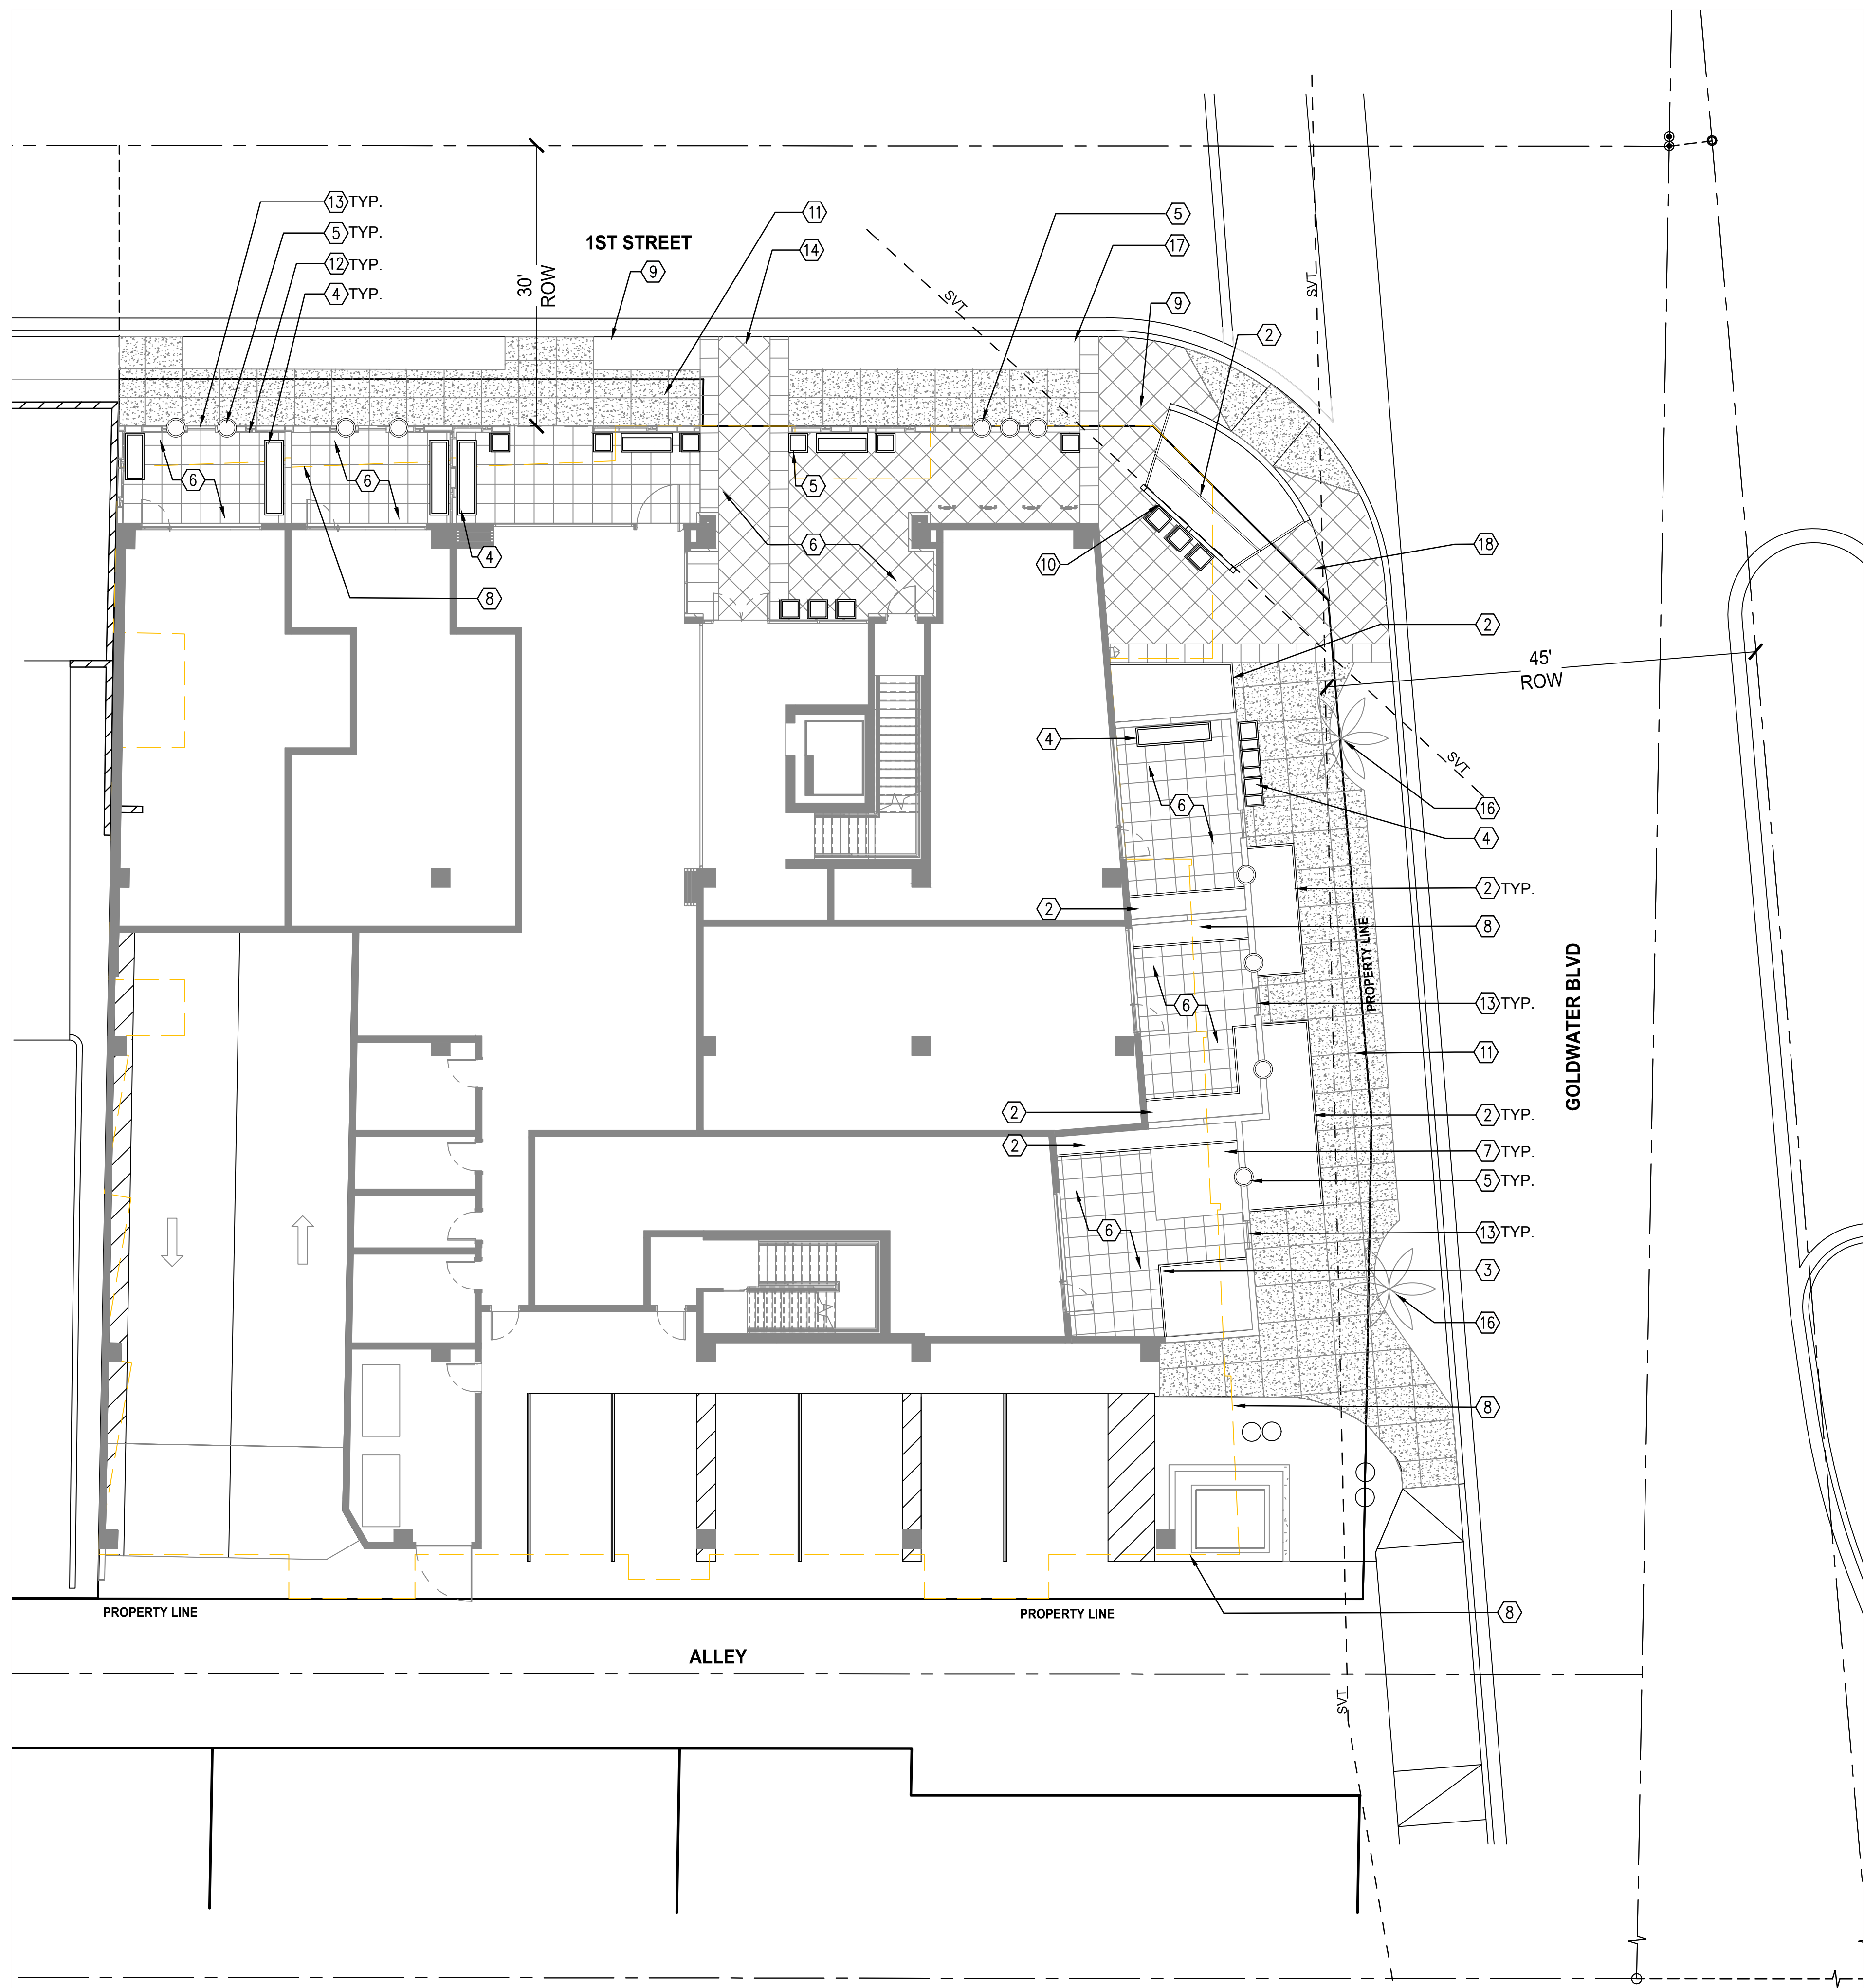 13 TYP.
5 TYP.
12 TYP.
4 TYP.
30' ROW
1ST STREET
9
11
14
5
17
SVT
9
SVT
2
6
6
5
4
8
6
10
18
2
45'
ROW
4
6
SVT
16
4
2 TYP.
2
8
PROPERTY LINE
GOLDWATER BLVD
6
13 TYP.
11
2
2 TYP.
2
7 TYP.
5 TYP.
6
13 TYP.
3
16
8
PROPERTY LINE
PROPERTY LINE
8
ALLEY
SVT